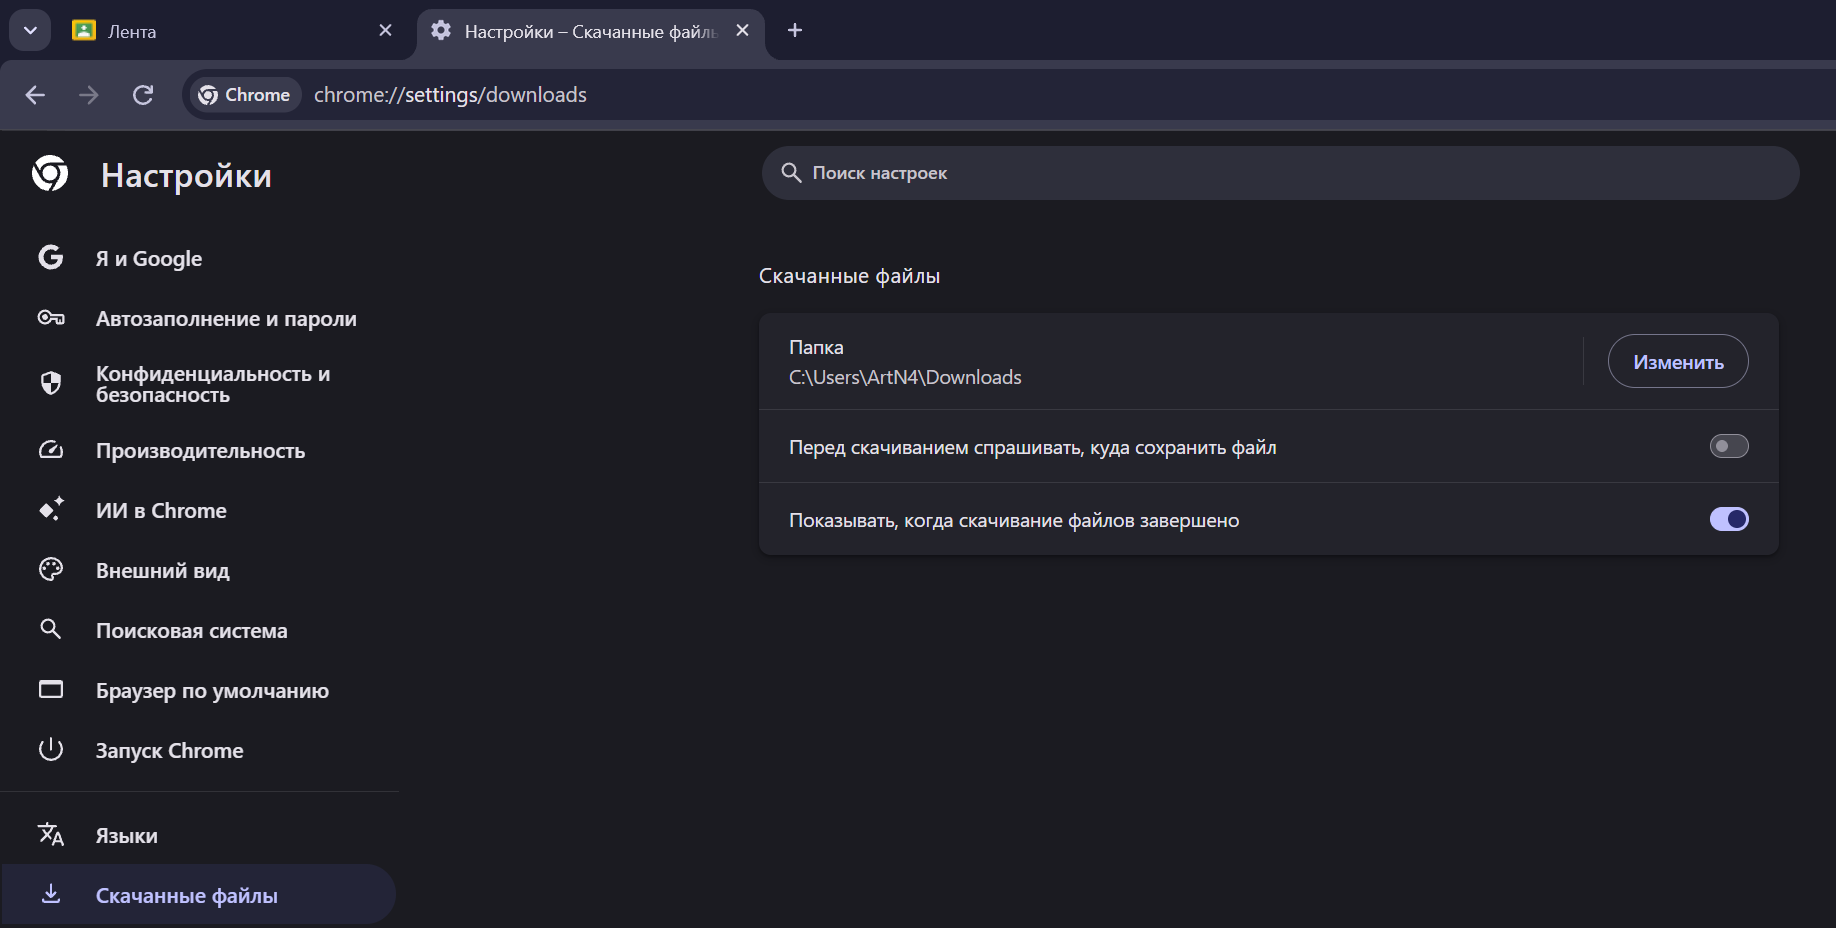 Лента
Настройки – Скачанные файлы
Chrome
chrome://settings/downloads
Настройки
Поиск настроек
Я и Google
Автозаполнение и пароли
Конфиденциальность и
безопасность
Производительность
ИИ в Chrome
Внешний вид
Поисковая система
Браузер по умолчанию
Запуск Chrome
Языки
Скачанные файлы
Скачанные файлы
Папка
C:\Users\ArtN4\Downloads
Изменить
Перед скачиванием спрашивать, куда сохранить файл
Показывать, когда скачивание файлов завершено